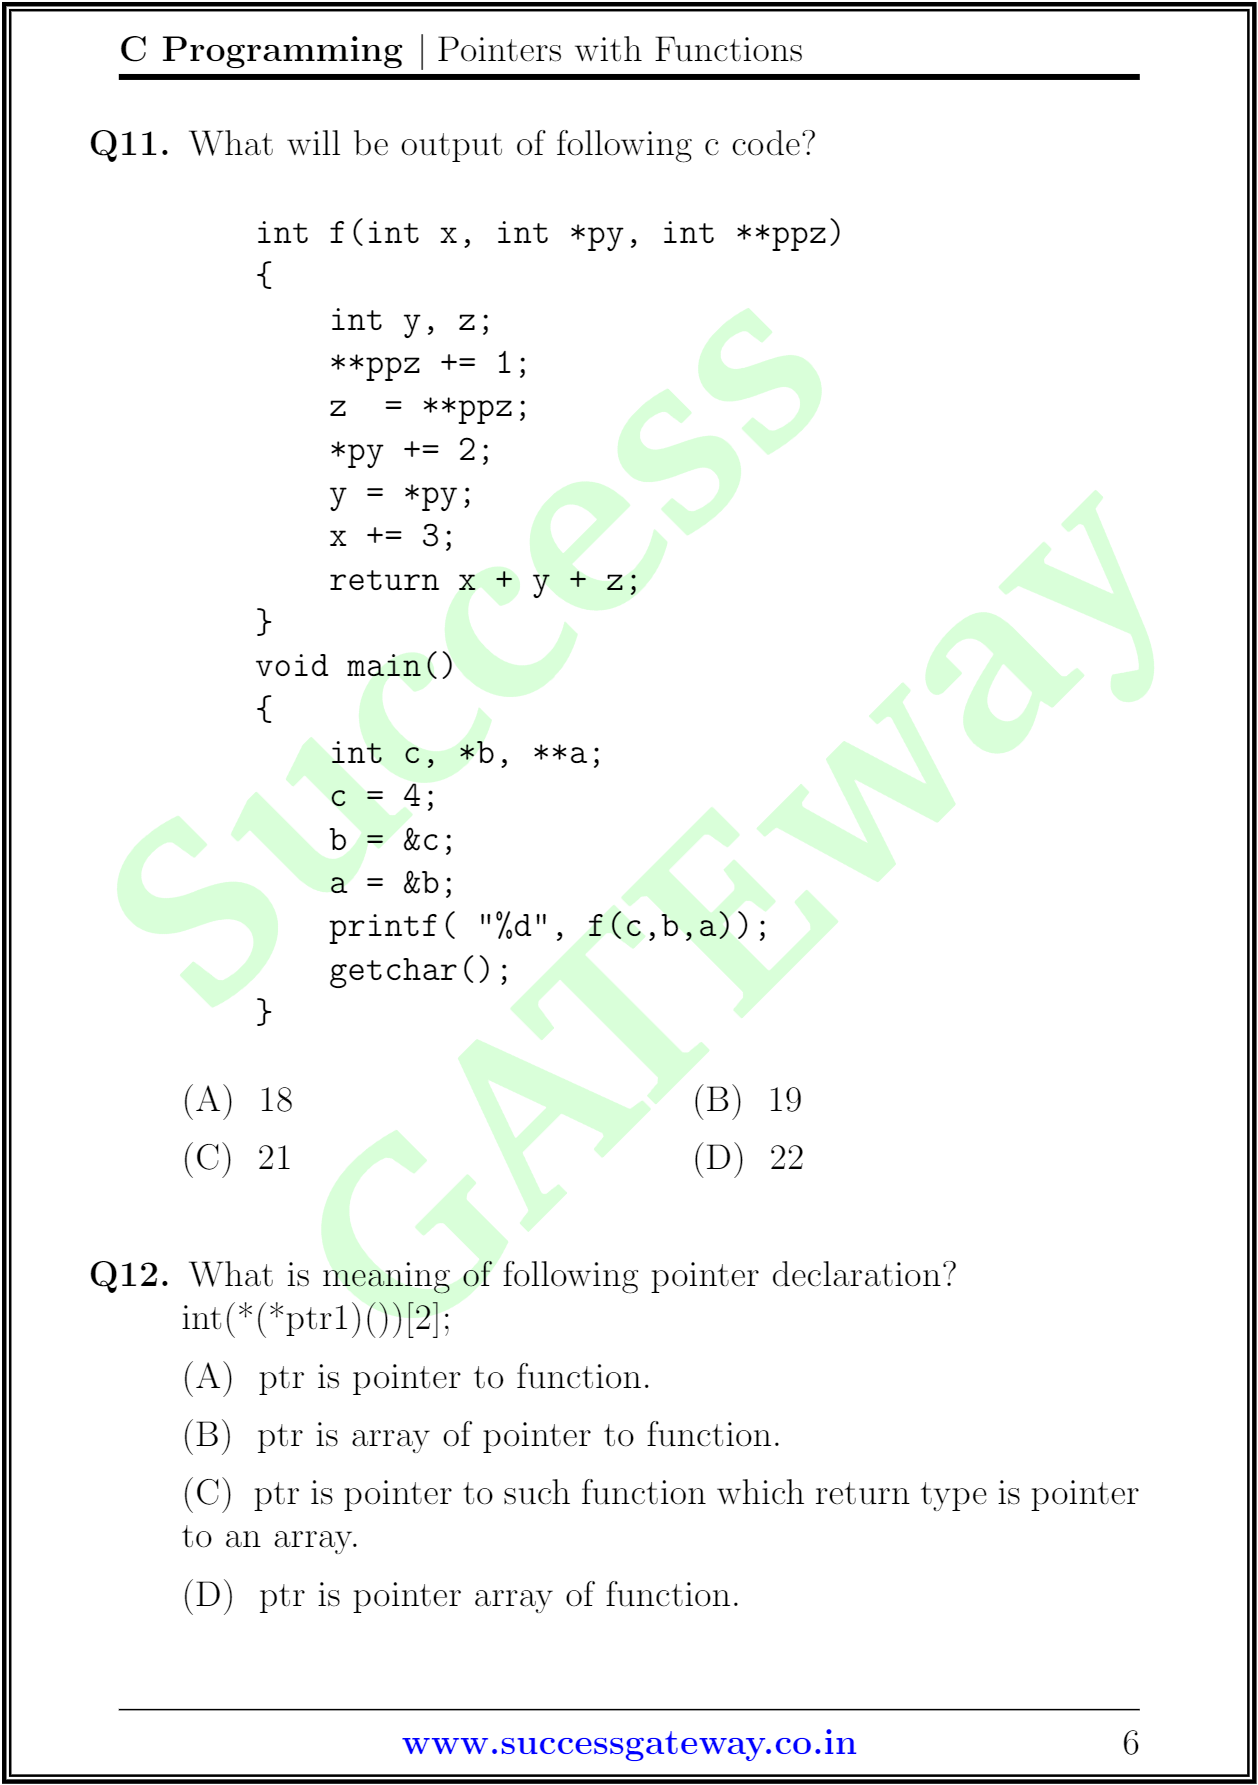 C Programming | Pointers with Functions
Q11. What will be output of following c code?
int f(int x, int *py, int **ppz)
{
    int y, z;
    **ppz += 1;
    z  = **ppz;
    *py += 2;
    y = *py;
    x += 3;
    return x + y + z;
}
void main()
{
    int c, *b, **a;
    c = 4;
    b = &c;
    a = &b;
    printf( "%d", f(c,b,a));
    getchar();
}
(A) 18 (B) 19
(C) 21 (D) 22
Q12. What is meaning of following pointer declaration?
int(*(*ptr1)())[2];
(A) ptr is pointer to function.
(B) ptr is array of pointer to function.
(C) ptr is pointer to such function which return type is pointer
to an array.
(D) ptr is pointer array of function.
Success
GATEway
www.successgateway.co.in 6